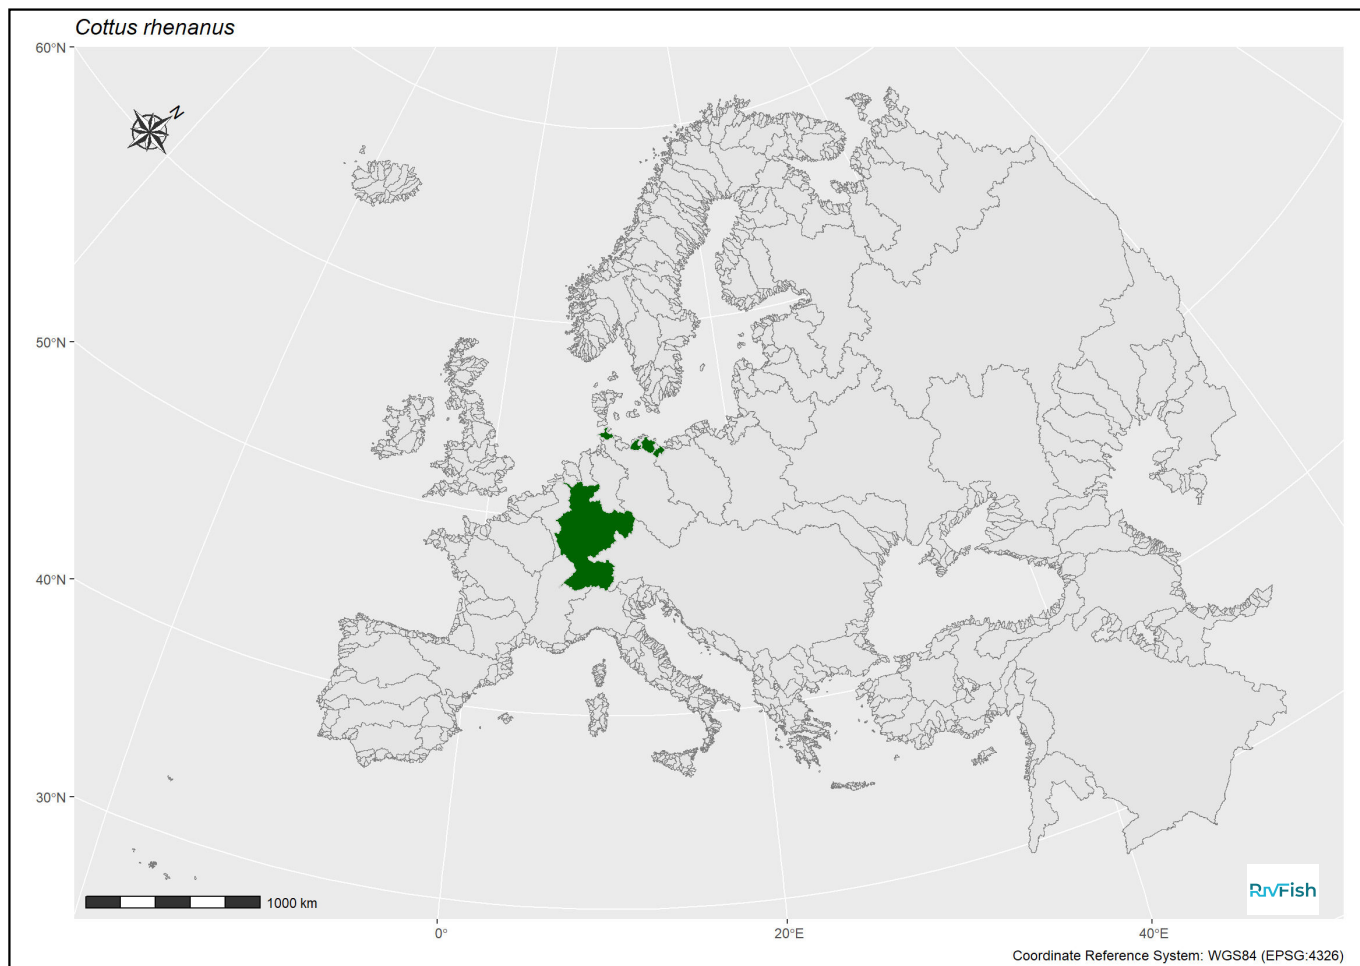 Cottus rhenanus
60°N
N
50°N
40°N
30°N
1000 km
RIVFISH
0°
20°E
40°E
Coordinate Reference System: WGS84 (EPSG:4326)